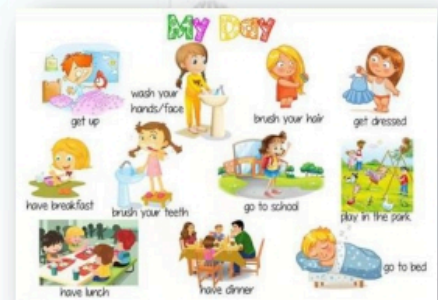 My Day
wash your
hands/face
get up
brush your hair
get dressed
have breakfast
brush your teeth
go to school
play in the park
have lunch
have dinner
go to bed